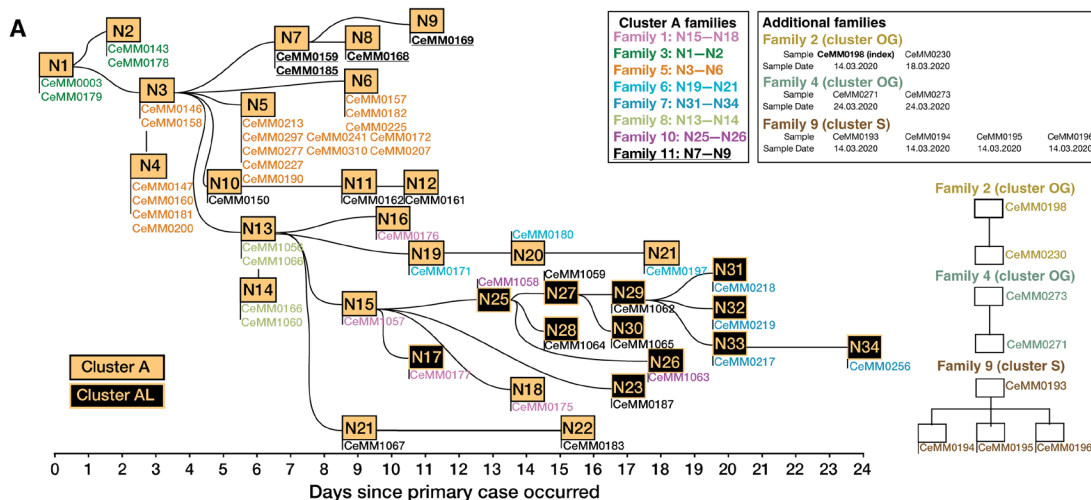 A
N1
CeMM0003
CeMM0179
N2
CeMM0143
CeMM0178
N3
CeMM0146
CeMM0158
N4
CeMM0147
CeMM0160
CeMM0181
CeMM0200
N5
CeMM0213
CeMM0297 CeMM0241 CeMM0172
CeMM0277 CeMM0310 CeMM0207
CeMM0227
CeMM0190
N6
CeMM0157
CeMM0182
CeMM0225
N7
CeMM0159
CeMM0185
N8
CeMM0168
N9
CeMM0169
N10
CeMM0150
N11
CeMM0162
N12
CeMM0161
N13
CeMM1056
CeMM1066
N14
CeMM0166
CeMM1060
N15
CeMM1057
N16
CeMM0176
N17
CeMM0177
N18
CeMM0175
N19
CeMM0171
CeMM0180
N20
N21
CeMM0197
N21
CeMM1067
N22
CeMM0183
N23
CeMM0187
CeMM1058
N25
N26
CeMM1063
CeMM1059
N27
N28
CeMM1064
N29
CeMM1062
N30
CeMM1065
N31
CeMM0218
N32
CeMM0219
N33
CeMM0217
N34
CeMM0256
Cluster A
Cluster AL
0 1 2 3 4 5 6 7 8 9 10 11 12 13 14 15 16 17 18 19 20 21 22 23 24
Days since primary case occurred
Cluster A families
Family 1: N15—N18
Family 3: N1—N2
Family 5: N3—N6
Family 6: N19—N21
Family 7: N31—N34
Family 8: N13—N14
Family 10: N25—N26
Family 11: N7—N9
Additional families
Family 2 (cluster OG)
Sample CeMM0198 (index) CeMM0230
Sample Date 14.03.2020 18.03.2020
Family 4 (cluster OG)
Sample CeMM0271 CeMM0273
Sample Date 24.03.2020 24.03.2020
Family 9 (cluster S)
Sample CeMM0193 CeMM0194 CeMM0195 CeMM0196
Sample Date 14.03.2020 14.03.2020 14.03.2020 14.03.2020
Family 2 (cluster OG)
CeMM0198
CeMM0230
Family 4 (cluster OG)
CeMM0273
CeMM0271
Family 9 (cluster S)
CeMM0193
CeMM0194 CeMM0195 CeMM0196